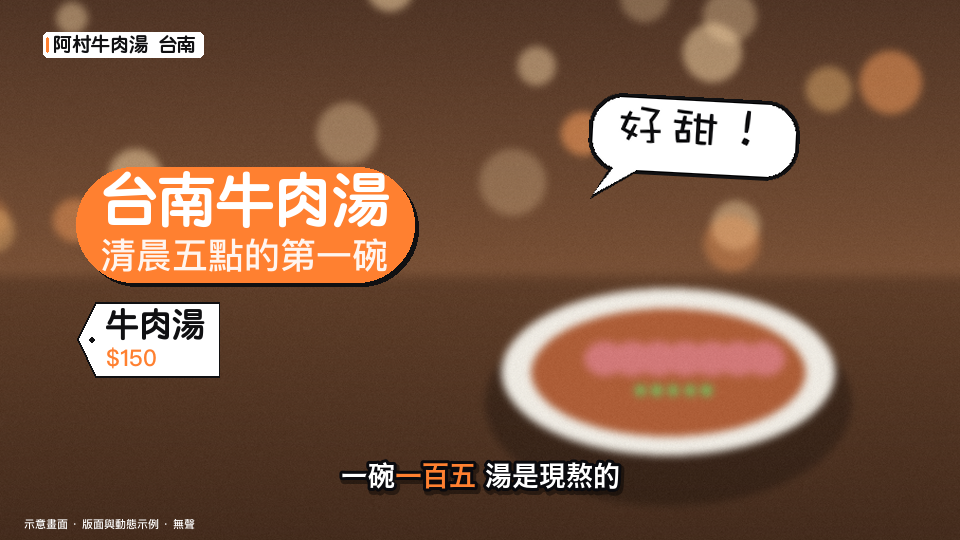 阿村牛肉湯 台南
好甜！
台南牛肉湯
清晨五點的第一碗
牛肉湯
$150
一碗一百五 湯是現熬的
示意畫面 · 版面與動態示例 · 無聲